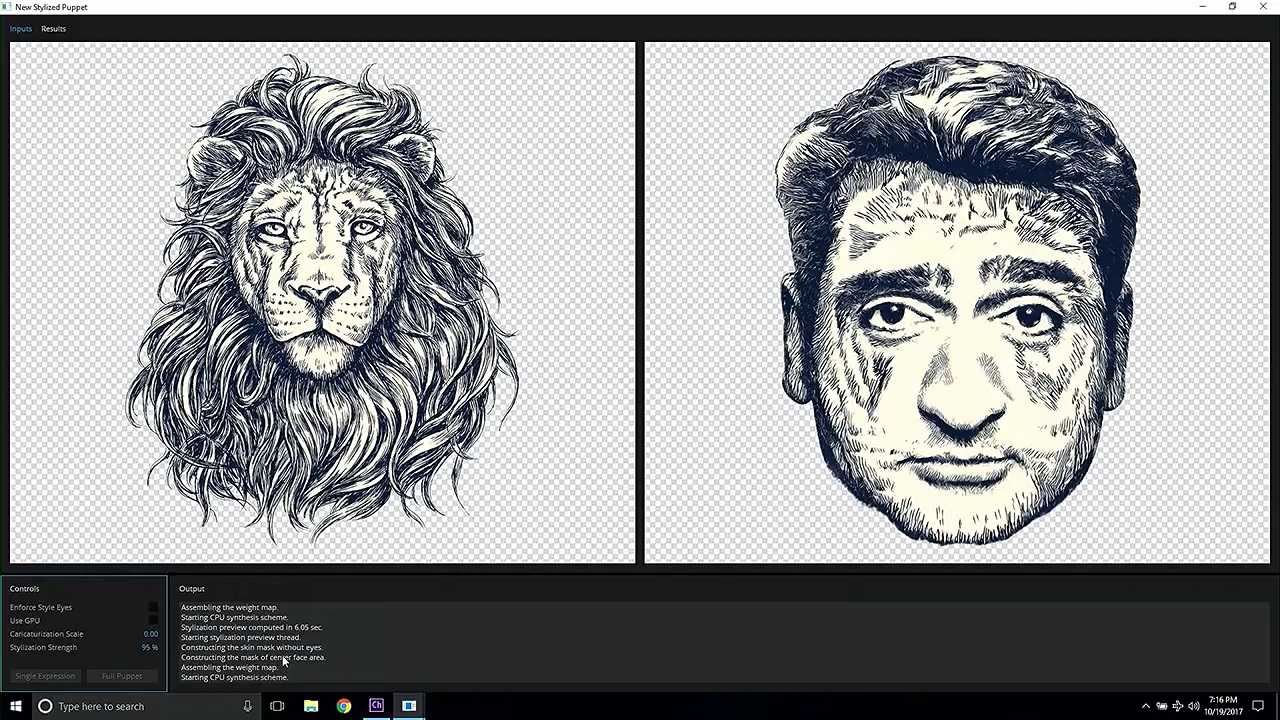 New Stylized Puppet
Inputs Results
Controls
Enforce Style Eyes
Use GPU
Caricaturization Scale 0.00
Stylization Strength 95 %
Single Expression Full Puppet
Output
Assembling the weight map.
Starting CPU synthesis scheme.
Stylization preview computed in 6.05 sec.
Starting stylization preview thread.
Constructing the skin mask without eyes.
Constructing the mask of center face area.
Assembling the weight map.
Starting CPU synthesis scheme.
Type here to search
Ch
7:16 PM
10/19/2017